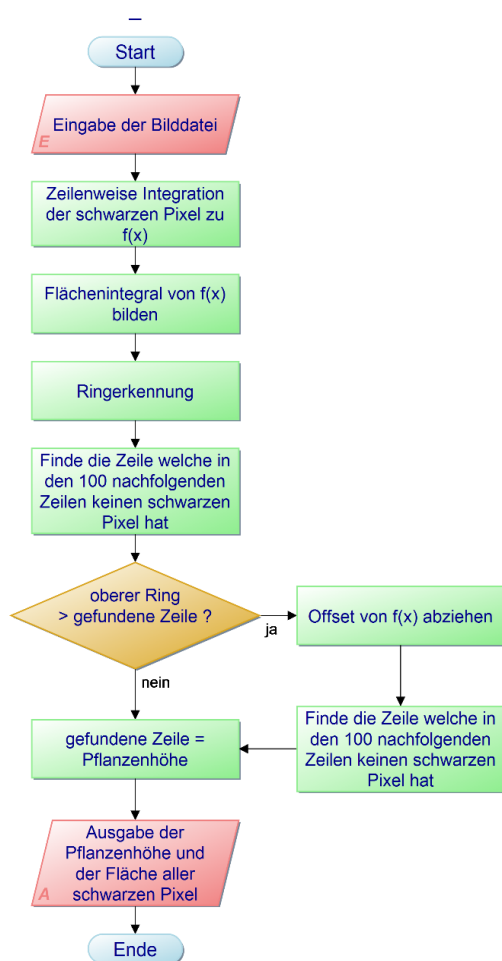 Start
Eingabe der Bilddatei
E
Zeilenweise Integration
der schwarzen Pixel zu
f(x)
Flächenintegral von f(x)
bilden
Ringerkennung
Finde die Zeile welche in
den 100 nachfolgenden
Zeilen keinen schwarzen
Pixel hat
oberer Ring
> gefundene Zeile ?
ja
Offset von f(x) abziehen
nein
Finde die Zeile welche in
den 100 nachfolgenden
Zeilen keinen schwarzen
Pixel hat
gefundene Zeile =
Pflanzenhöhe
Ausgabe der
Pflanzenhöhe und
der Fläche aller
schwarzen Pixel
A
Ende